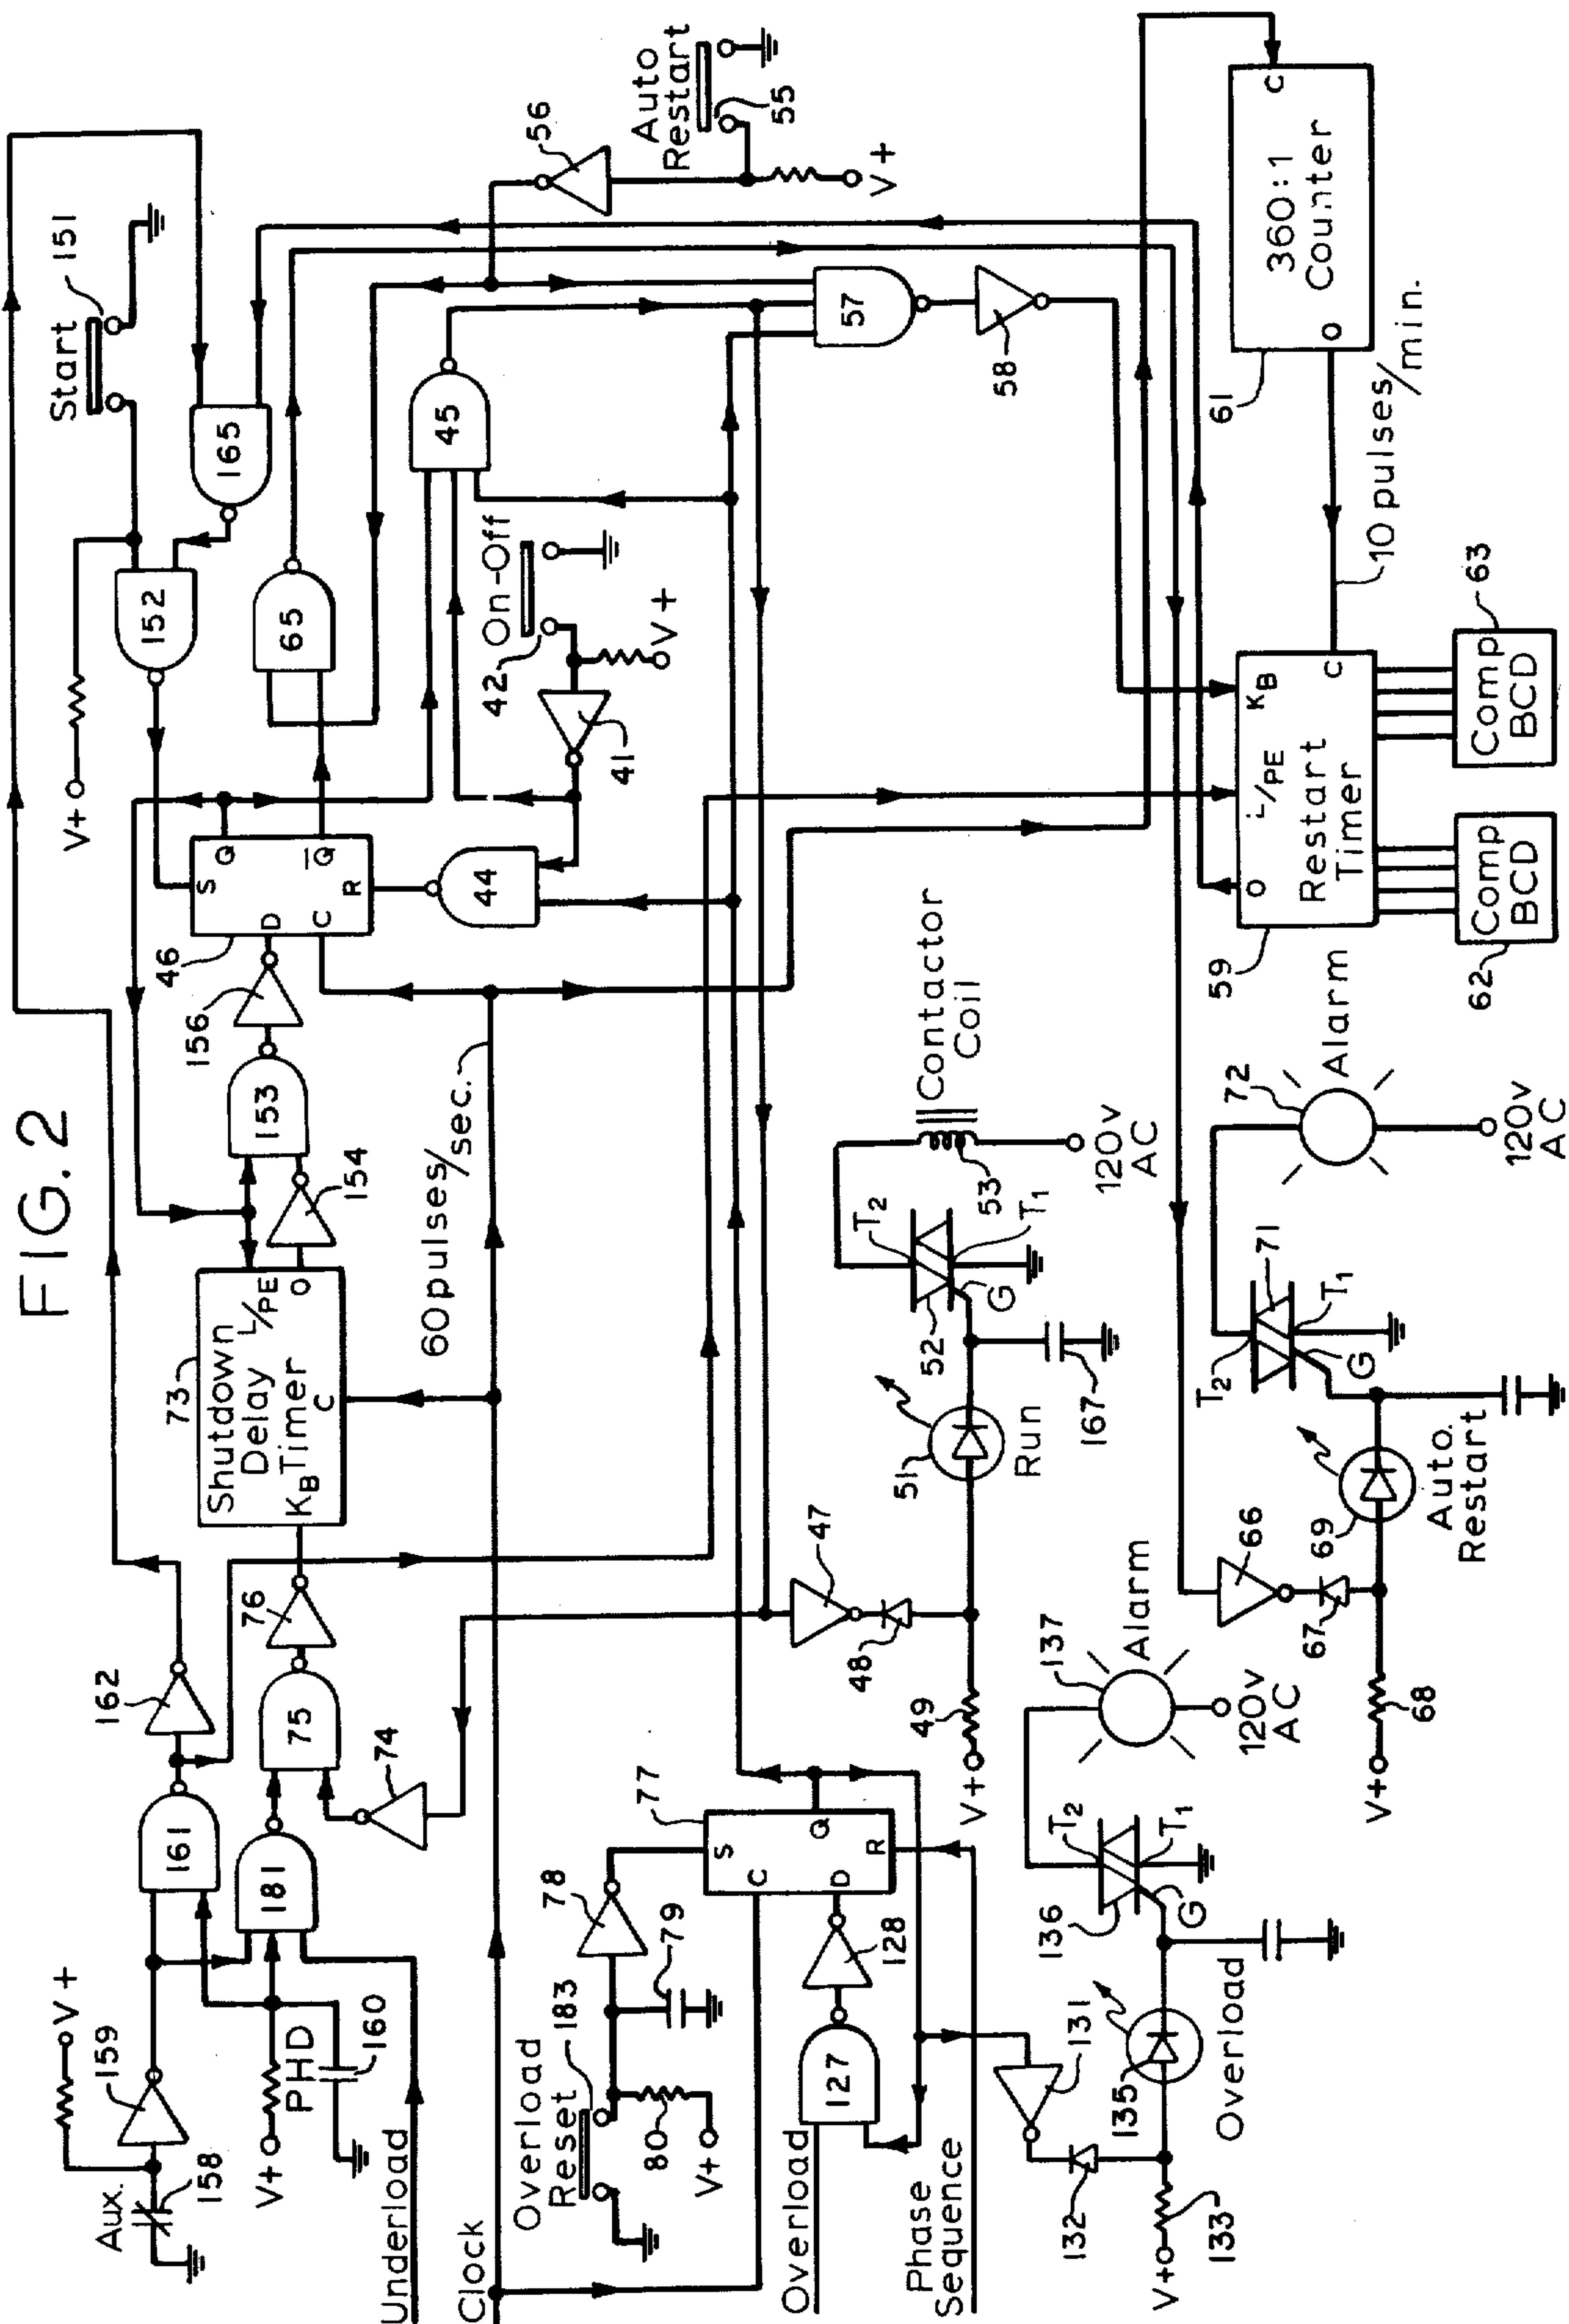 FIG. 2
Aux.
158
159
V+
V+
PHD
160
161
162
181
Underload
Clock
75
76
74
73
Shutdown
Delay
Timer
KB
L/PE
O
C
154
153
156
46
D
S
C
R
Q
Q̅
V+
152
Start
151
165
65
45
44
41
42
On-Off
V+
56
Auto
Restart
55
V+
57
58
60 pulses/sec.
Overload
Reset
183
78
79
80
V+
77
S
C
D
R
Q
Overload
127
128
Phase
Sequence
131
132
133
V+
135
Overload
136
T2
T1
G
137
Alarm
120v
AC
47
48
49
V+
51
Run
52
T2
T1
G
167
53
Contactor
Coil
120v
AC
66
67
68
V+
69
Auto.
Restart
71
T2
T1
G
72
Alarm
120v
AC
59
O
L/PE
KB
C
Restart
Timer
62
Comp
BCD
63
Comp
BCD
10 pulses/min.
61
O
C
360:1
Counter